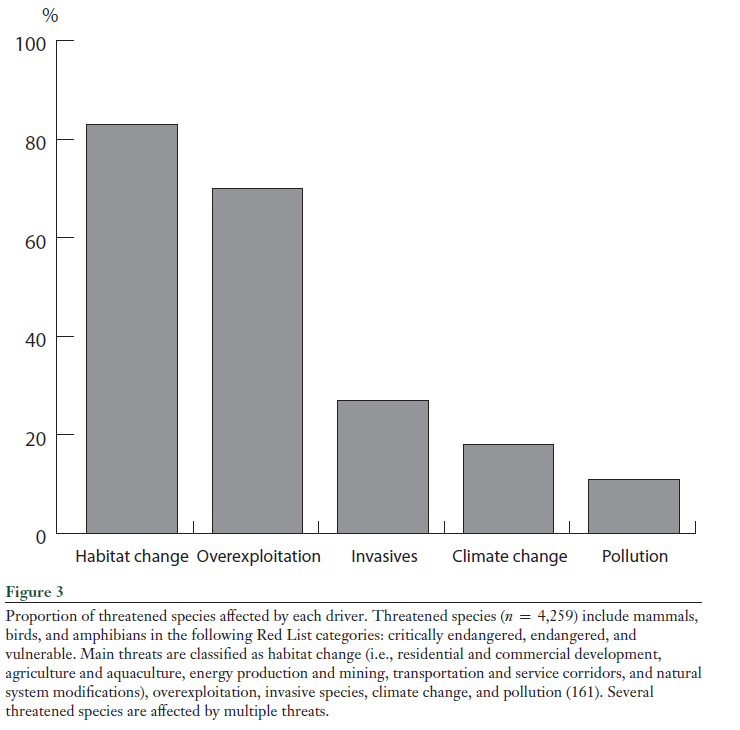 %
100
80
60
40
20
0
Habitat change Overexploitation Invasives Climate change Pollution
Figure 3
Proportion of threatened species affected by each driver. Threatened species (n = 4,259) include mammals,
birds, and amphibians in the following Red List categories: critically endangered, endangered, and
vulnerable. Main threats are classified as habitat change (i.e., residential and commercial development,
agriculture and aquaculture, energy production and mining, transportation and service corridors, and natural
system modifications), overexploitation, invasive species, climate change, and pollution (161). Several
threatened species are affected by multiple threats.